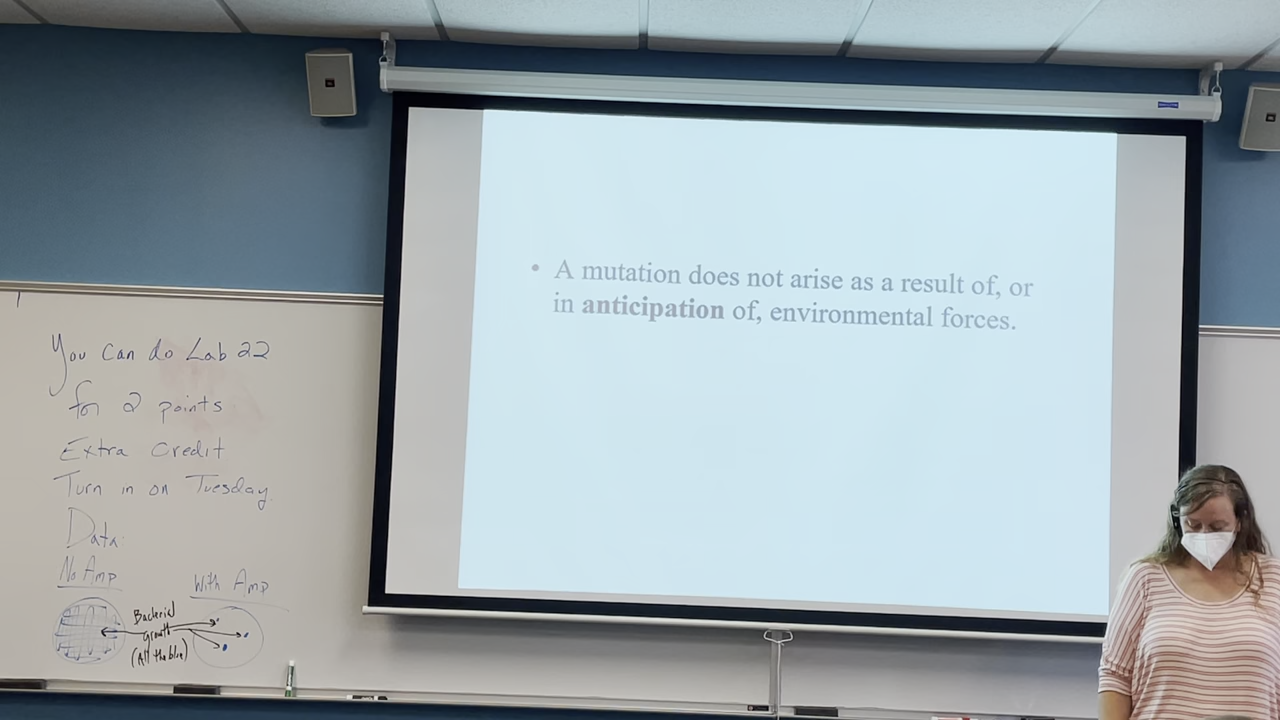 • A mutation does not arise as a result of, or
in anticipation of, environmental forces.
You can do Lab 22
for 2 points
Extra Credit
Turn in on Tuesday
Data:
No Amp
With Amp
Bacterial
Growth
(All the blue)